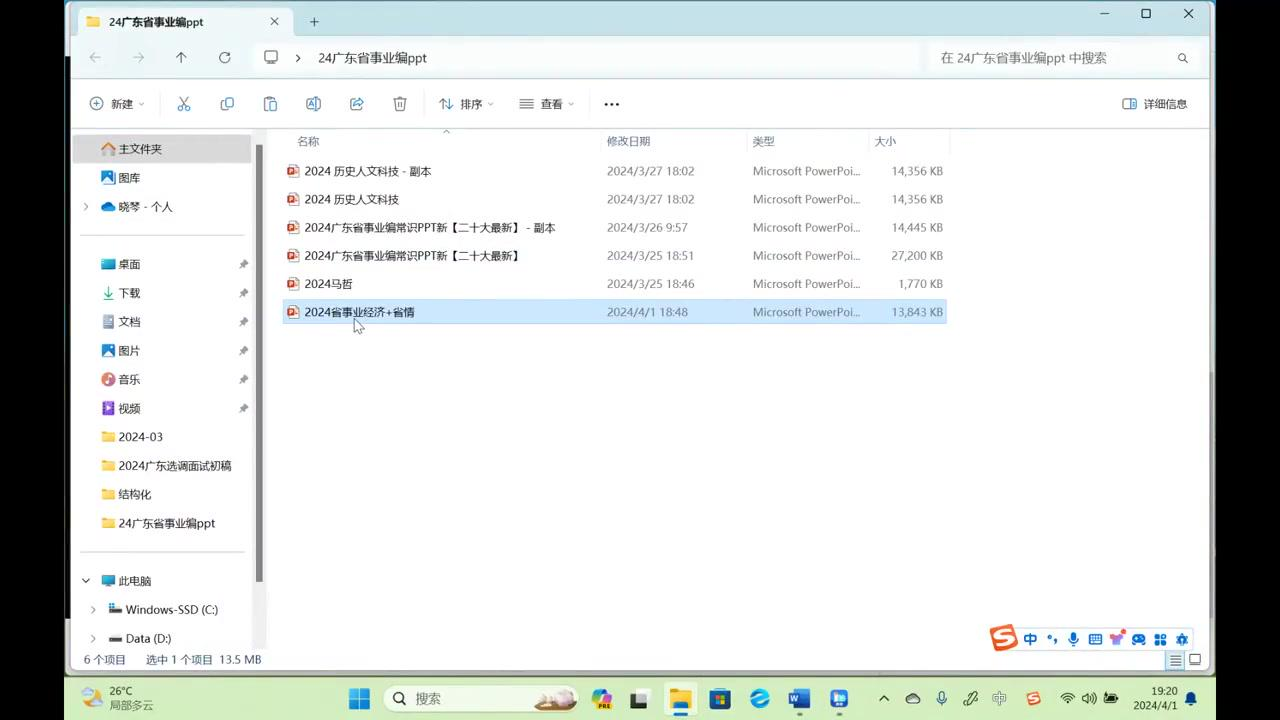 24广东省事业编ppt
24广东省事业编ppt
在 24广东省事业编ppt 中搜索
新建
排序
查看
详细信息
名称 修改日期 类型 大小
主文件夹
图库
晓琴 - 个人
桌面
下载
文档
图片
音乐
视频
2024-03
2024广东选调面试初稿
结构化
24广东省事业编ppt
此电脑
Windows-SSD (C:)
Data (D:)
2024 历史人文科技 - 副本 2024/3/27 18:02 Microsoft PowerPoi... 14,356 KB
2024 历史人文科技 2024/3/27 18:02 Microsoft PowerPoi... 14,356 KB
2024广东省事业编常识PPT新【二十大最新】 - 副本 2024/3/26 9:57 Microsoft PowerPoi... 14,445 KB
2024广东省事业编常识PPT新【二十大最新】 2024/3/25 18:51 Microsoft PowerPoi... 27,200 KB
2024马哲 2024/3/25 18:46 Microsoft PowerPoi... 1,770 KB
2024省事业经济+省情 2024/4/1 18:48 Microsoft PowerPoi... 13,843 KB
中
6 个项目 选中 1 个项目 13.5 MB
26°C
局部多云
搜索
PRE
中
19:20
2024/4/1